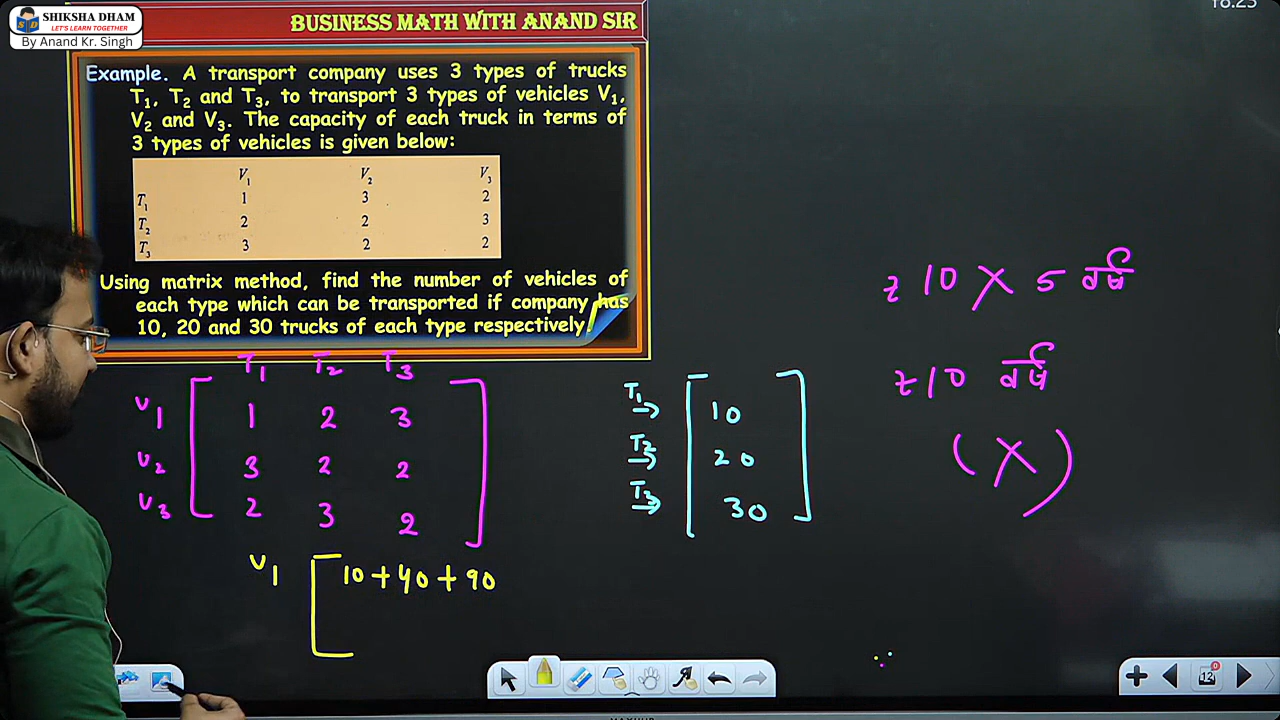 SHIKSHA DHAM
LET'S LEARN TOGETHER
By Anand Kr. Singh
BUSINESS MATH WITH ANAND SIR
18:25
Example. A transport company uses 3 types of trucks
T1, T2 and T3, to transport 3 types of vehicles V1,
V2 and V3. The capacity of each truck in terms of
3 types of vehicles is given below:
V1 V2 V3
T1 1 3 2
T2 2 2 3
T3 3 2 2
Using matrix method, find the number of vehicles of
each type which can be transported if company has
10, 20 and 30 trucks of each type respectively.
T1 T2 T3
V1 [ 1 2 3 ]
V2 3 2 2
V3 2 3 2
T1 → [ 10 ]
T2 → 20
T3 → 30
V1 [ 10 + 40 + 90
10 X 5 वर्ष
10 वर्ष
( X )
12
0